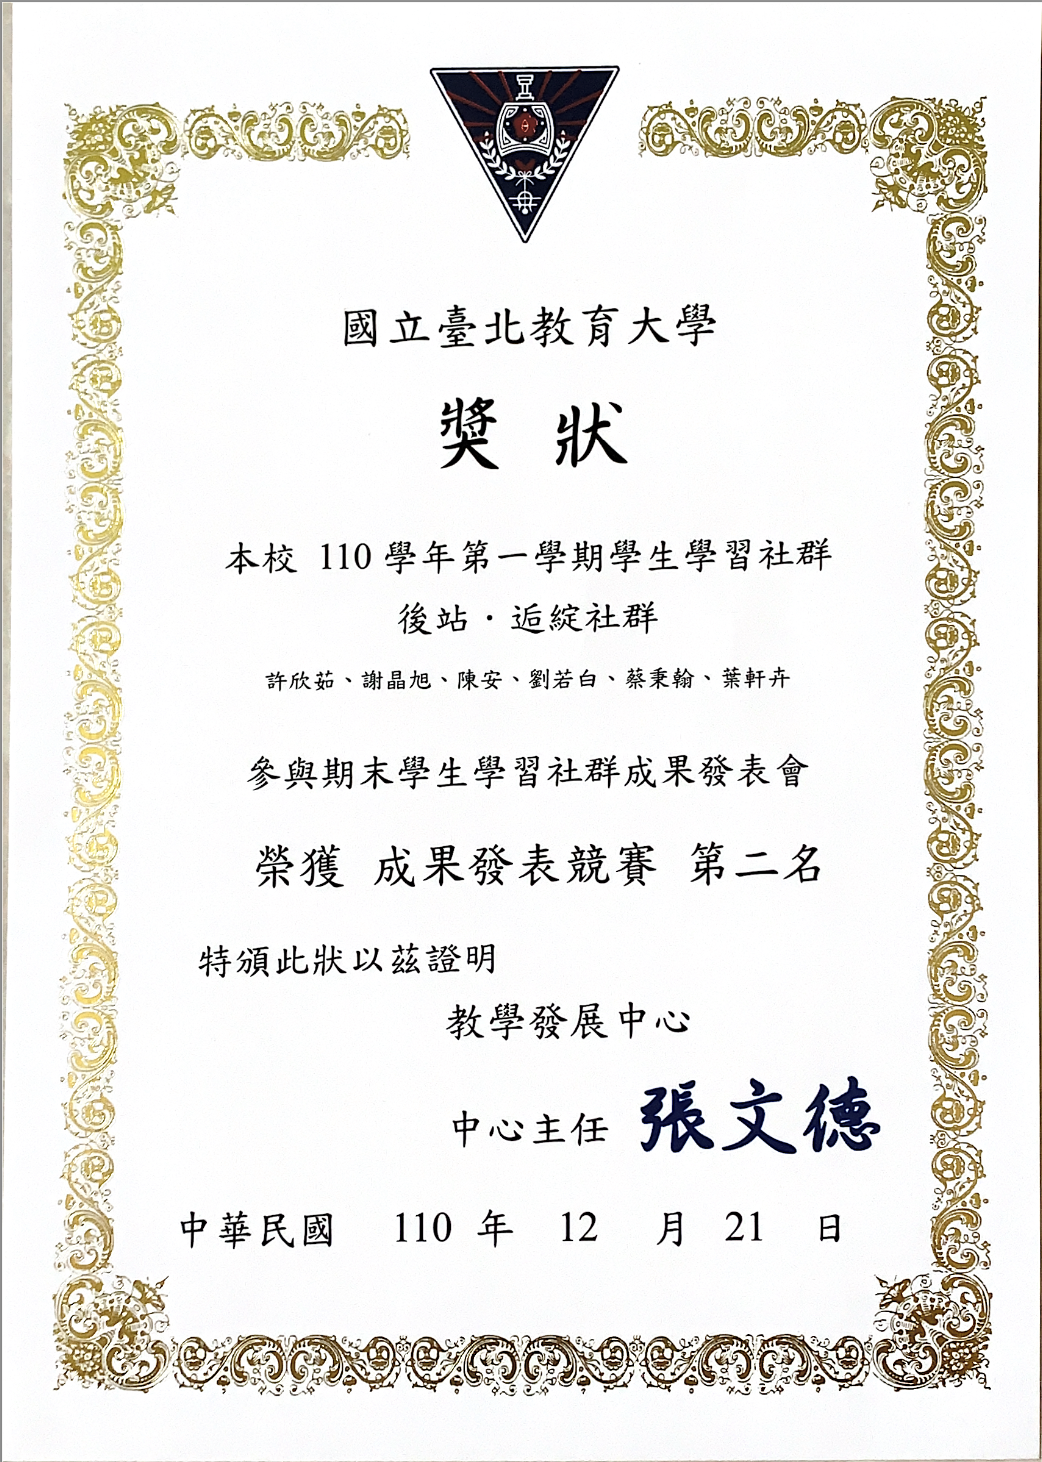 國立臺北教育大學
獎 狀
本校 110 學年第一學期學生學習社群
後站．逅綻社群
許欣茹、謝晶旭、陳安、劉若白、蔡秉翰、葉軒卉
參與期末學生學習社群成果發表會
榮獲 成果發表競賽 第二名
特頒此狀以茲證明
教學發展中心
中心主任 張文德
中華民國 110 年 12 月 21 日